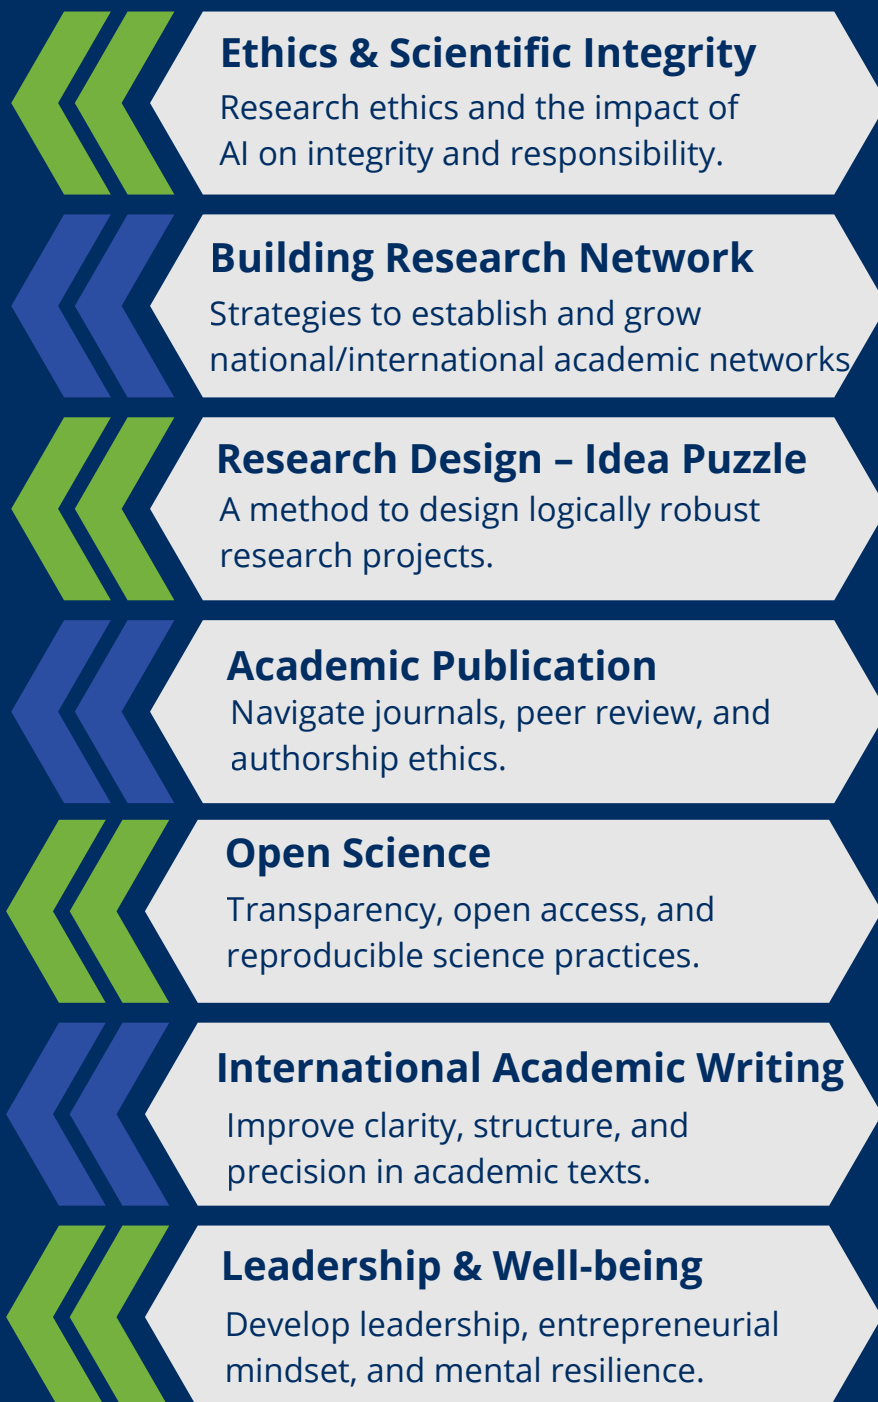 Ethics & Scientific Integrity
Research ethics and the impact of
AI on integrity and responsibility.
Building Research Network
Strategies to establish and grow
national/international academic networks
Research Design – Idea Puzzle
A method to design logically robust
research projects.
Academic Publication
Navigate journals, peer review, and
authorship ethics.
Open Science
Transparency, open access, and
reproducible science practices.
International Academic Writing
Improve clarity, structure, and
precision in academic texts.
Leadership & Well-being
Develop leadership, entrepreneurial
mindset, and mental resilience.